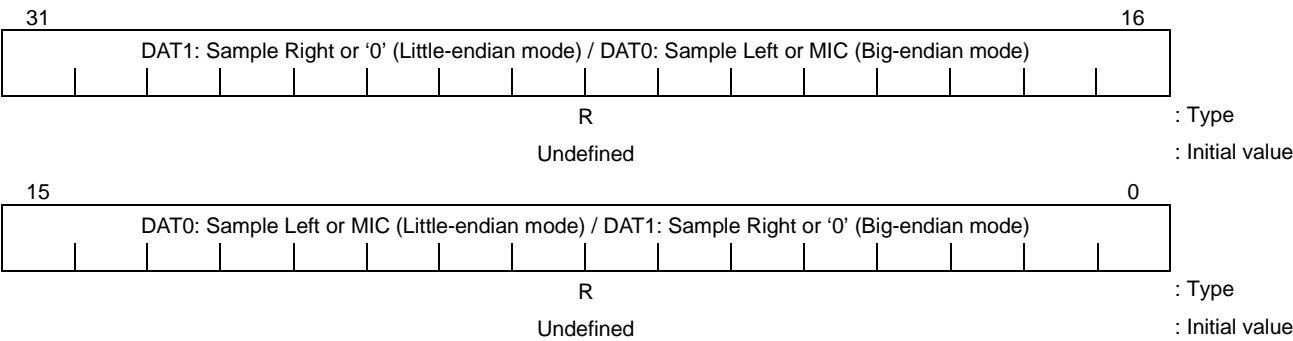 31 16
DAT1: Sample Right or ‘0’ (Little-endian mode) / DAT0: Sample Left or MIC (Big-endian mode)
R : Type
Undefined : Initial value
15 0
DAT0: Sample Left or MIC (Little-endian mode) / DAT1: Sample Right or ‘0’ (Big-endian mode)
R : Type
Undefined : Initial value